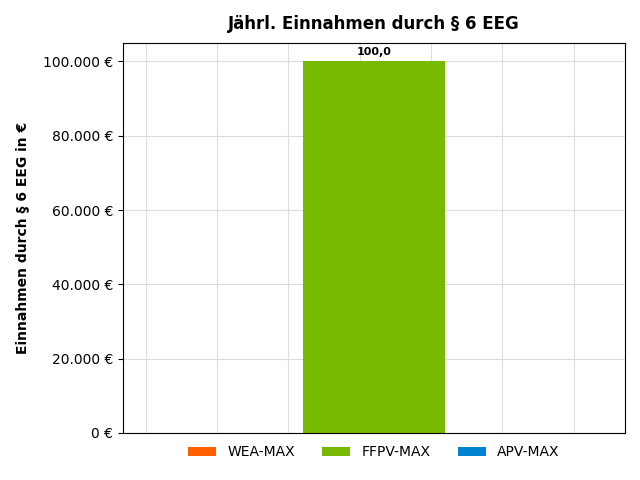 Jährl. Einnahmen durch § 6 EEG
100,0
100.000 €
80.000 €
60.000 €
40.000 €
20.000 €
0 €
Einnahmen durch § 6 EEG in €
WEA-MAX
FFPV-MAX
APV-MAX